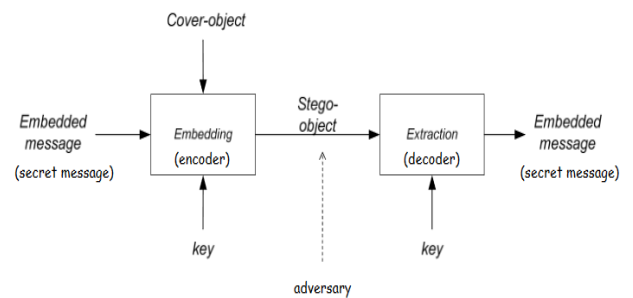 Cover-object
Embedded
message
(secret message)
Embedding
(encoder)
Stego-
object
Extraction
(decoder)
Embedded
message
(secret message)
key
key
adversary